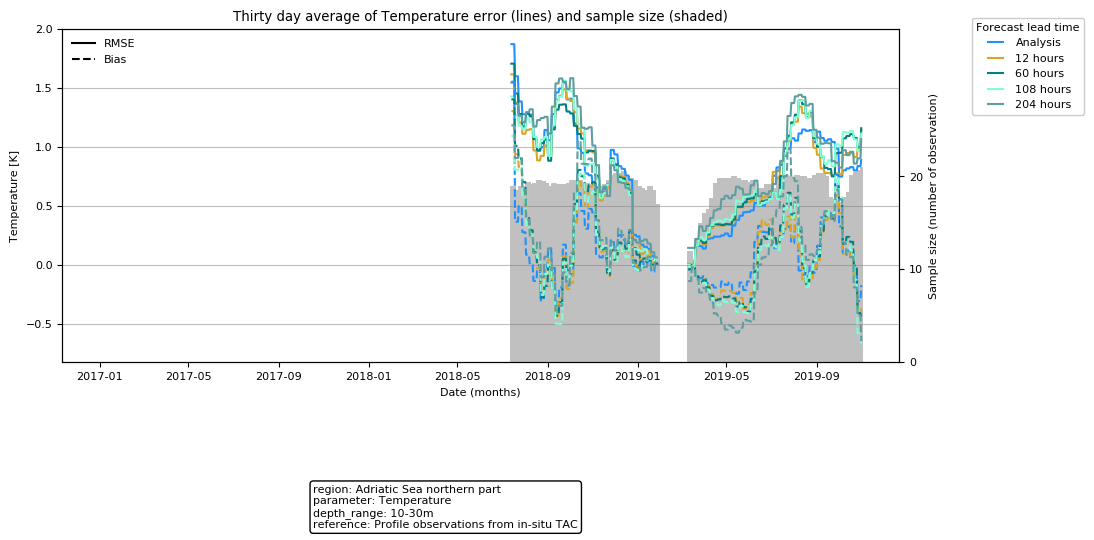 Thirty day average of Temperature error (lines) and sample size (shaded)
Forecast lead time
Analysis
12 hours
60 hours
108 hours
204 hours
RMSE
Bias
Temperature [K]
2.0
1.5
1.0
0.5
0.0
−0.5
Sample size (number of observation)
20
10
0
2017-01 2017-05 2017-09 2018-01 2018-05 2018-09 2019-01 2019-05 2019-09
Date (months)
region: Adriatic Sea northern part
parameter: Temperature
depth_range: 10-30m
reference: Profile observations from in-situ TAC